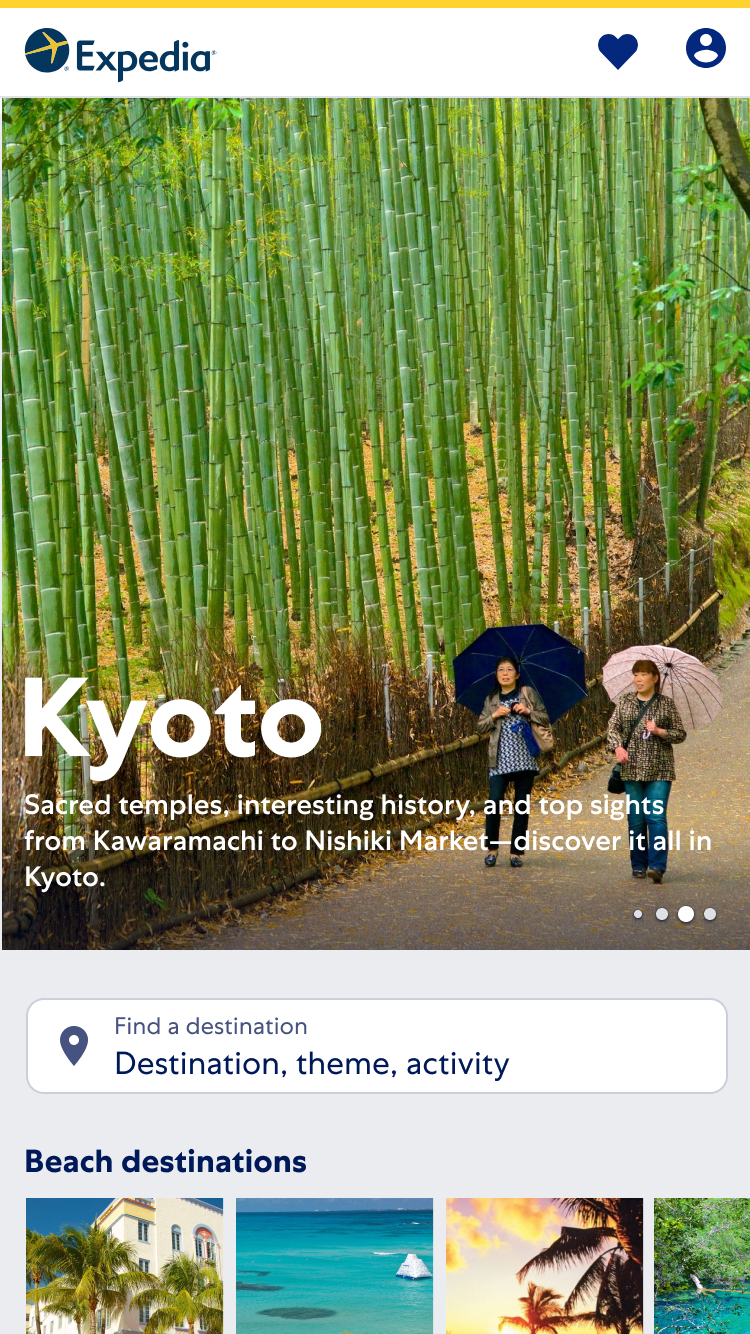 Expedia
Kyoto
Sacred temples, interesting history, and top sights
from Kawaramachi to Nishiki Market—discover it all in
Kyoto.
Find a destination
Destination, theme, activity
Beach destinations